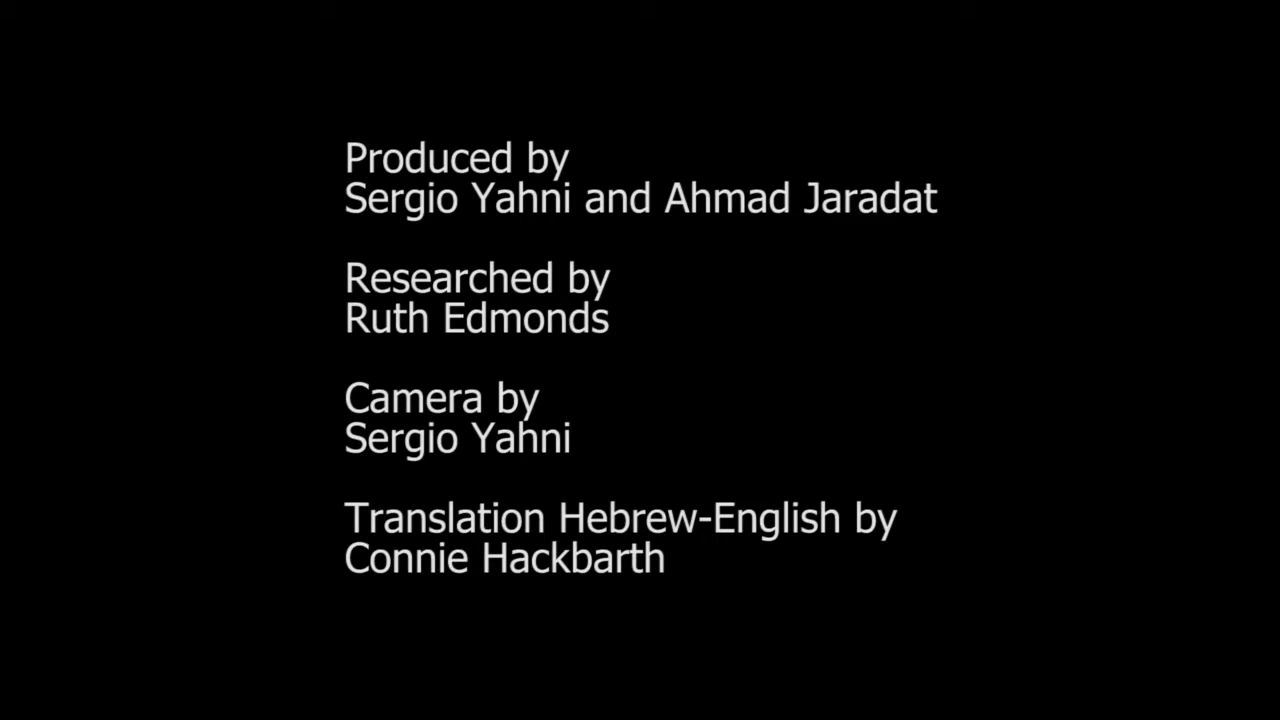 Produced by
Sergio Yahni and Ahmad Jaradat
Researched by
Ruth Edmonds
Camera by
Sergio Yahni
Translation Hebrew-English by
Connie Hackbarth